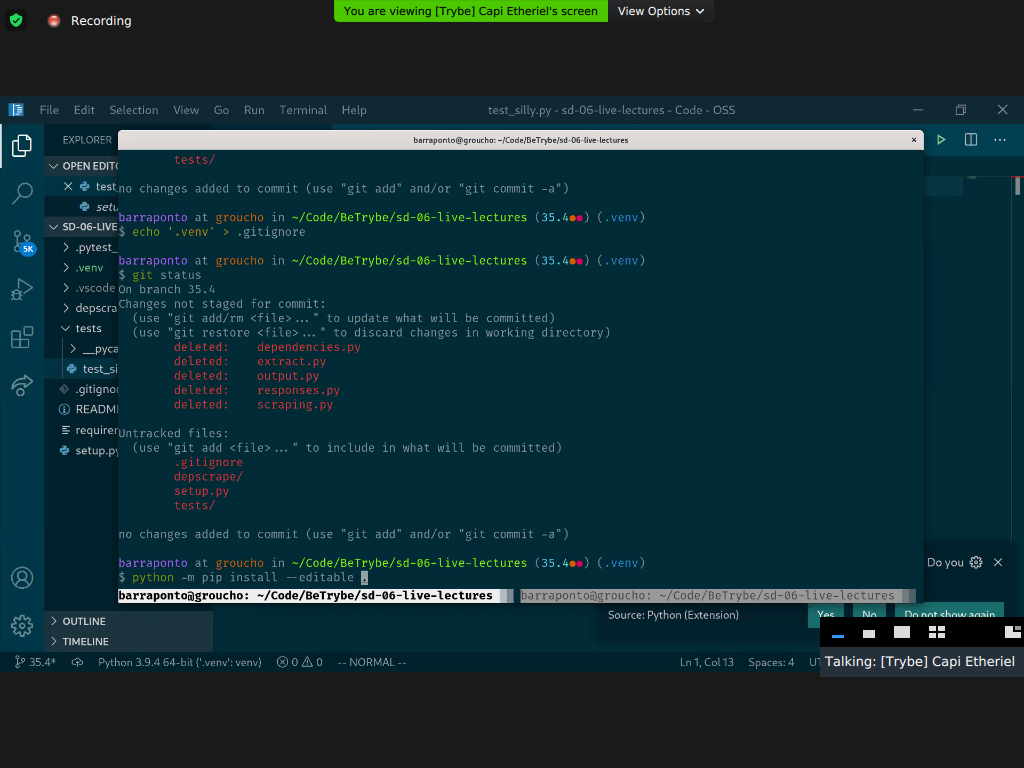 Recording
You are viewing [Trybe] Capi Etheriel's screen
View Options
File Edit Selection View Go Run Terminal Help
test_silly.py - sd-06-live-lectures - Code - OSS
EXPLORER
OPEN EDIT
test_
setu
SD-06-LIVE
.pytest_
.venv
.vscode
depscra
tests
__pyca
test_si
.gitigno
README
requirem
setup.py
OUTLINE
TIMELINE
5K
barraponto@groucho: ~/Code/BeTrybe/sd-06-live-lectures
tests/
no changes added to commit (use "git add" and/or "git commit -a")
barraponto at groucho in ~/Code/BeTrybe/sd-06-live-lectures (35.4●●) (.venv)
$ echo '.venv' > .gitignore
barraponto at groucho in ~/Code/BeTrybe/sd-06-live-lectures (35.4●●) (.venv)
$ git status
On branch 35.4
Changes not staged for commit:
(use "git add/rm <file>..." to update what will be committed)
(use "git restore <file>..." to discard changes in working directory)
deleted: dependencies.py
deleted: extract.py
deleted: output.py
deleted: responses.py
deleted: scraping.py
Untracked files:
(use "git add <file>..." to include in what will be committed)
.gitignore
depscrape/
setup.py
tests/
no changes added to commit (use "git add" and/or "git commit -a")
barraponto at groucho in ~/Code/BeTrybe/sd-06-live-lectures (35.4●●) (.venv)
$ python -m pip install --editable .
barraponto@groucho: ~/Code/BeTrybe/sd-06-live-lectures
barraponto@groucho: ~/Code/BeTrybe/sd-06-live-lectures
Do you
Source: Python (Extension)
Yes No Do not show again
35.4* Python 3.9.4 64-bit ('.venv': venv) 0 0 -- NORMAL --
Ln 1, Col 13 Spaces: 4 UT
Talking: [Trybe] Capi Etheriel